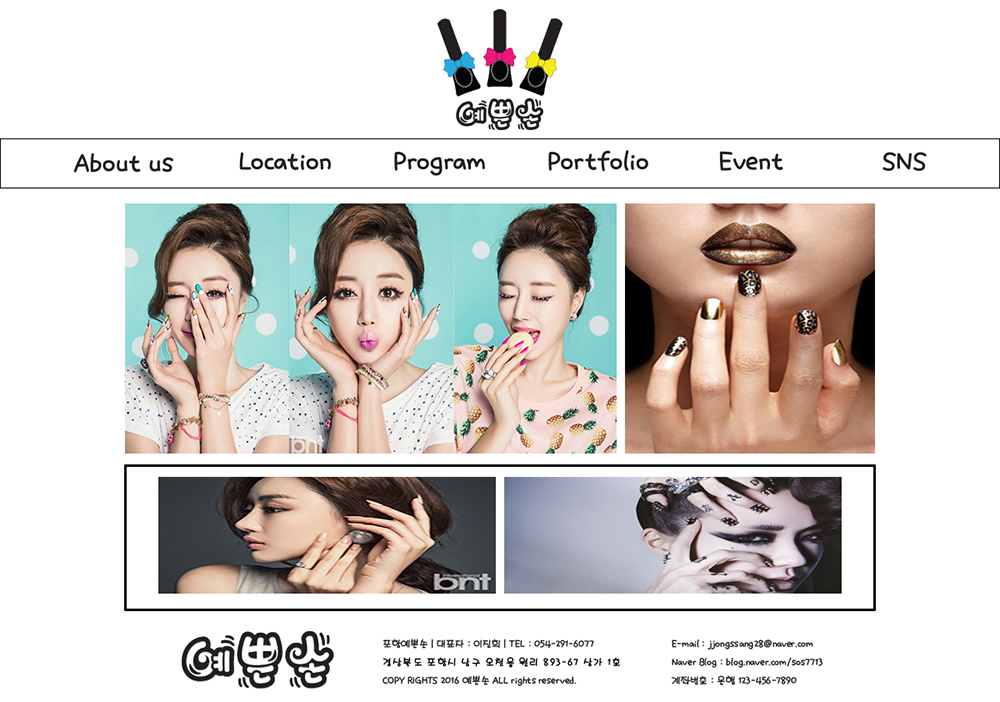 예쁜손
About us Location Program Portfolio Event SNS
bnt
bnt
예쁜손
포항예쁜손 | 대표자 : 이진희 | TEL : 054-291-6077
경상북도 포항시 남구 오천읍 원리 893-67 상가 1호
COPY RIGHTS 2016 예쁜손 ALL rights reserved.
E-mail : jjongssang28@naver.com
Naver Blog : blog.naver.com/sos7713
계좌번호 : 은행 123-456-7890